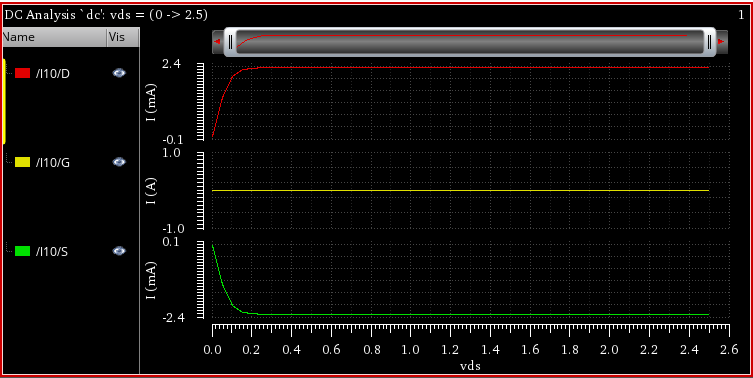 DC Analysis `dc': vds = (0 -> 2.5) 1
Name Vis
/I10/D
/I10/G
/I10/S
2.4
I (mA)
-0.1
1.0
I (A)
-1.0
0.1
I (mA)
-2.4
0.0 0.2 0.4 0.6 0.8 1.0 1.2 1.4 1.6 1.8 2.0 2.2 2.4 2.6
vds